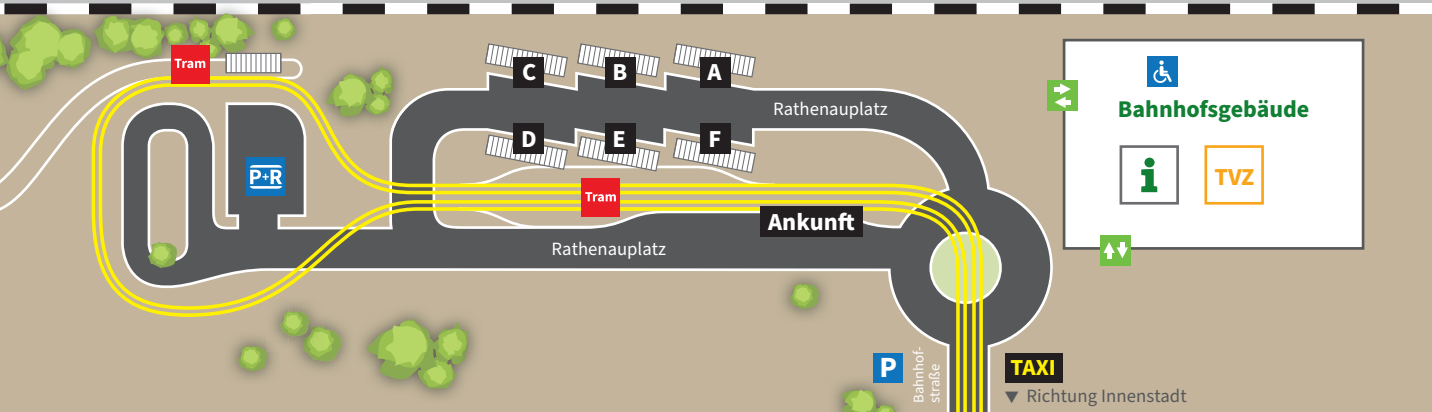 Tram
C
B
A
Rathenauplatz
D
E
F
P+R
Tram
Ankunft
Rathenauplatz
Bahnhofsgebäude
i
TVZ
P
Bahnhof-
straße
TAXI
Richtung Innenstadt